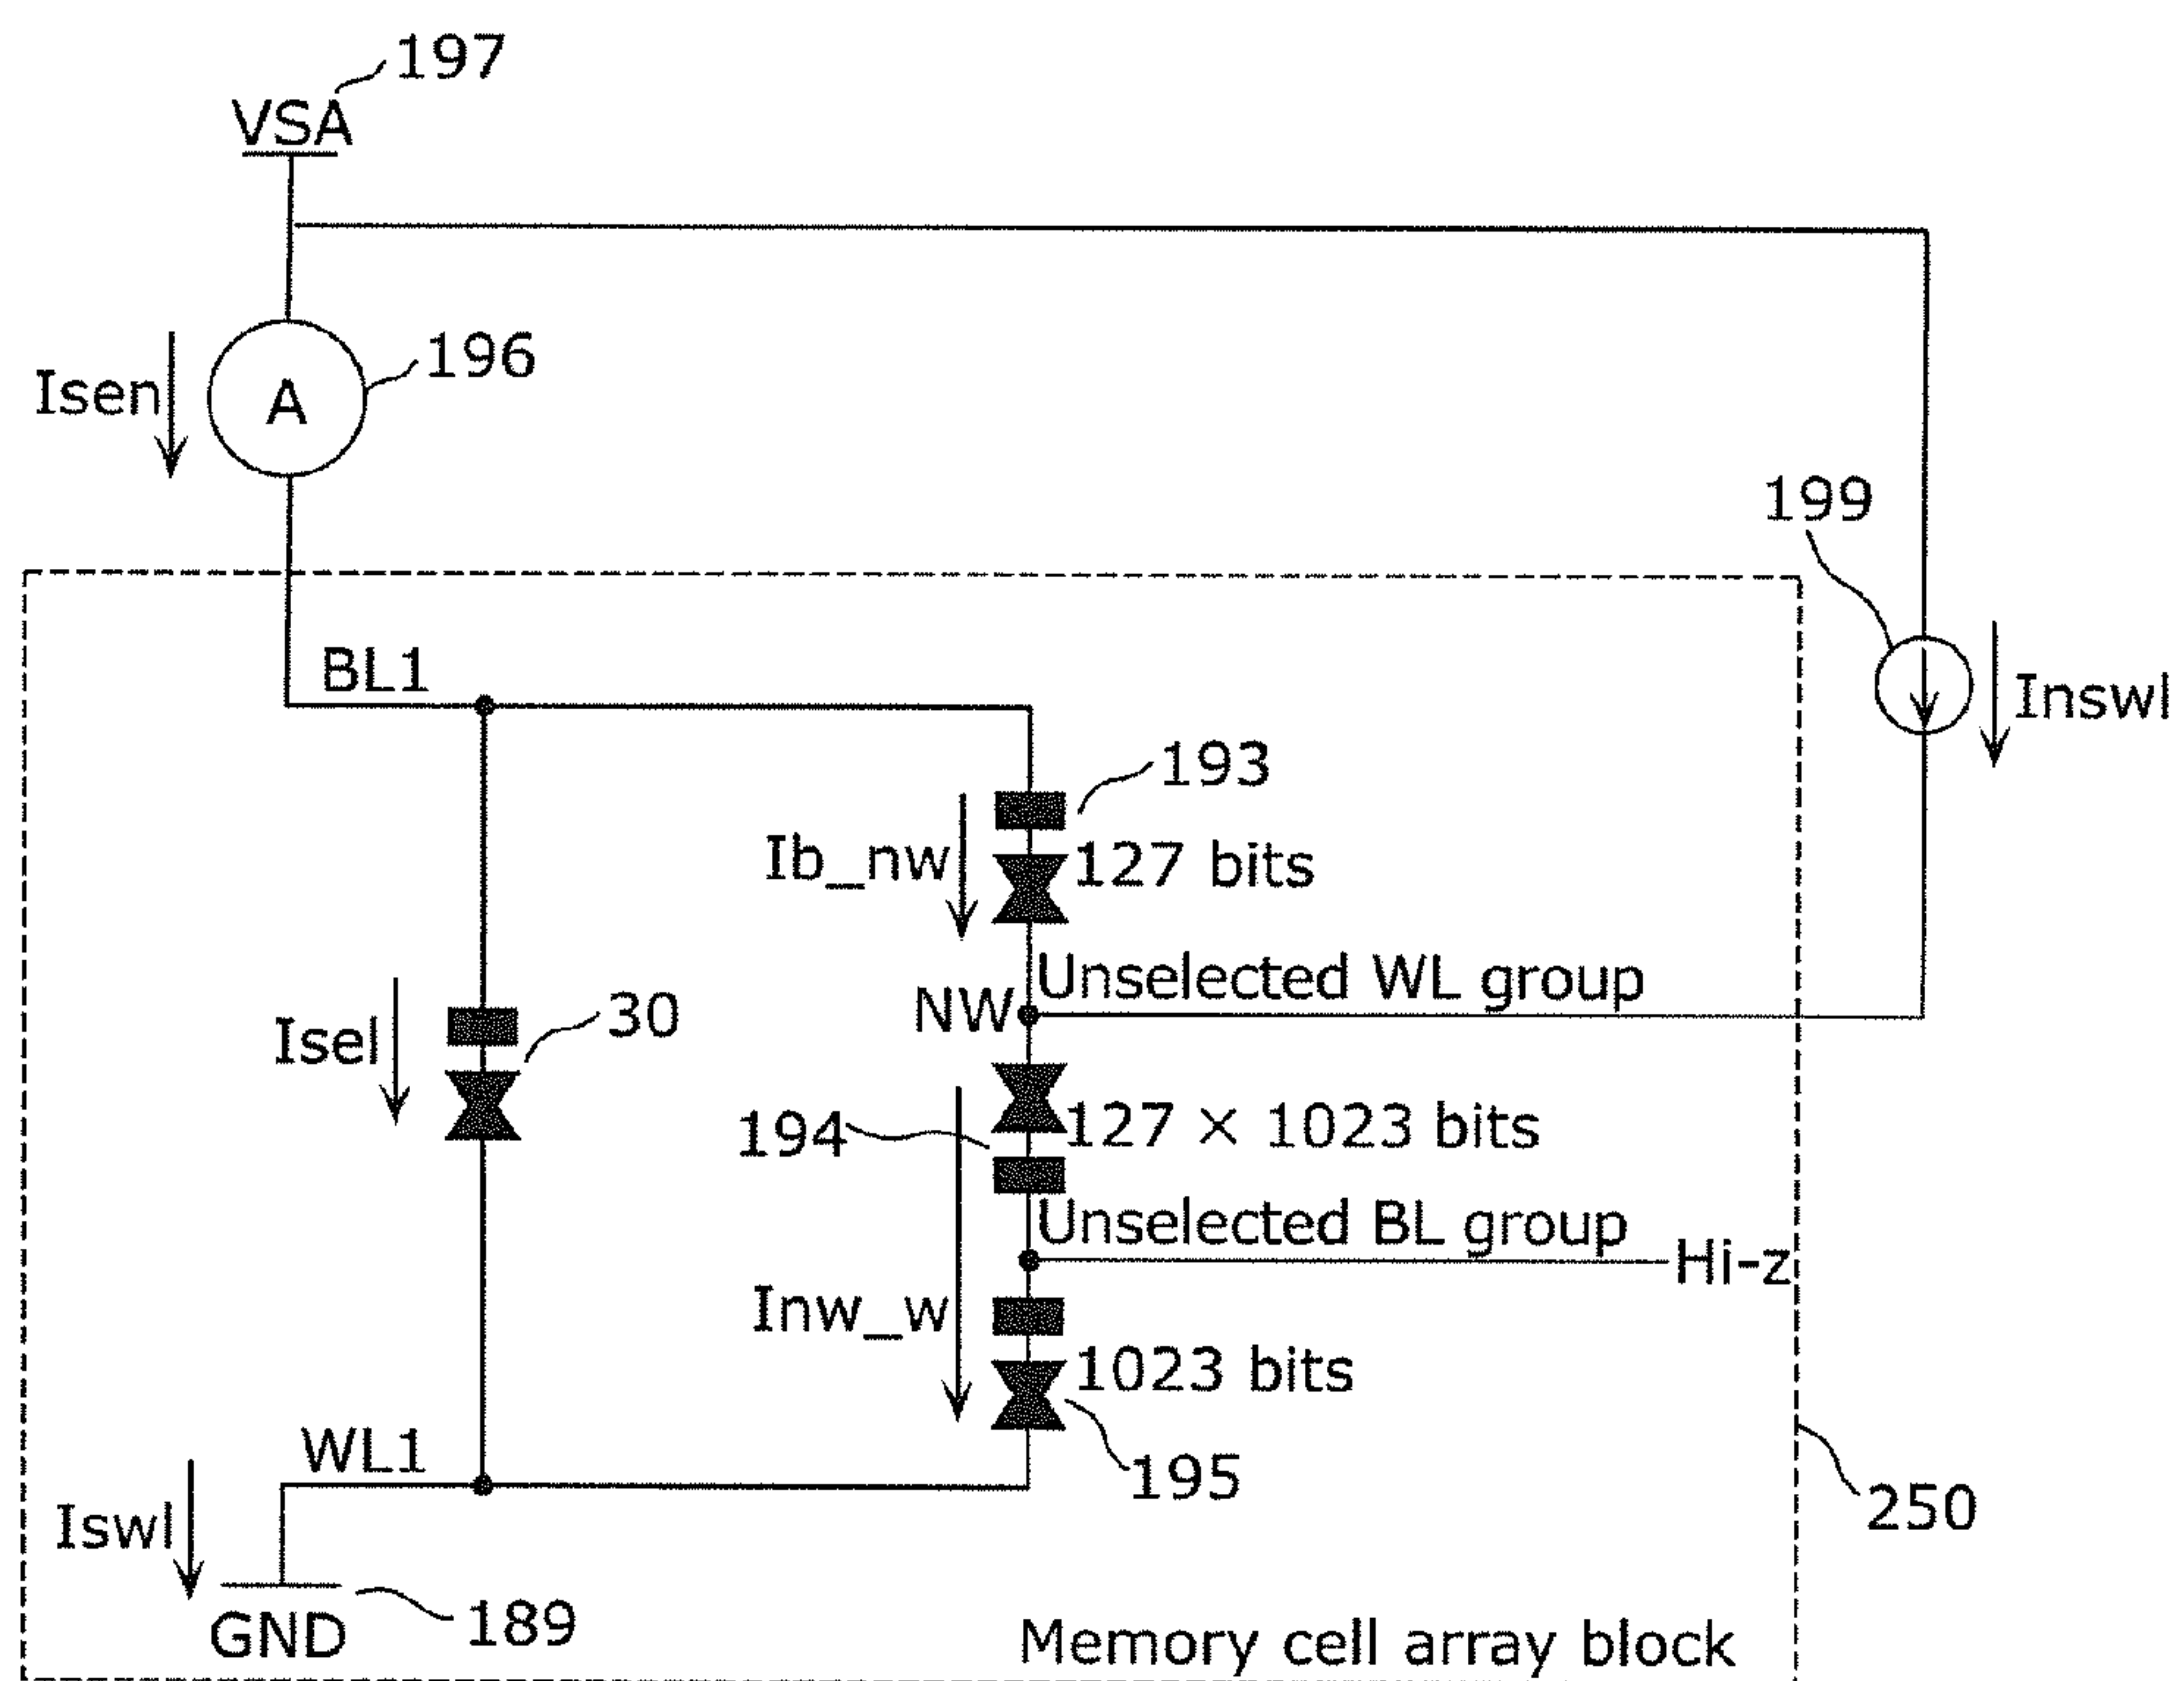 197
VSA
196
Isen
A
199
Inswl
BL1
193
Ib_nw
127 bits
Unselected WL group
NW
30
Isel
194
127 × 1023 bits
Unselected BL group
Hi-z
Inw_w
1023 bits
WL1
195
250
Iswl
189
GND
Memory cell array block